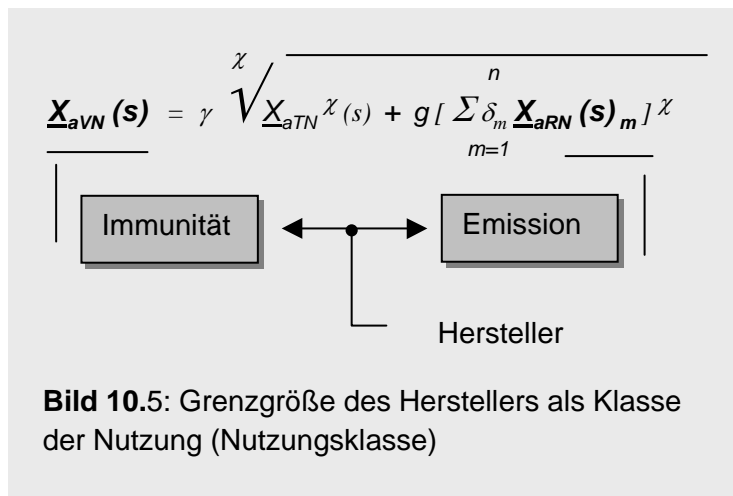 χ n
X_aVN (s) = γ √ X_aTN^χ (s) + g [ Σ δ_m X_aRN (s)_m ]^χ
m=1
Immunität Emission
Hersteller
Bild 10.5: Grenzgröße des Herstellers als Klasse
der Nutzung (Nutzungsklasse)